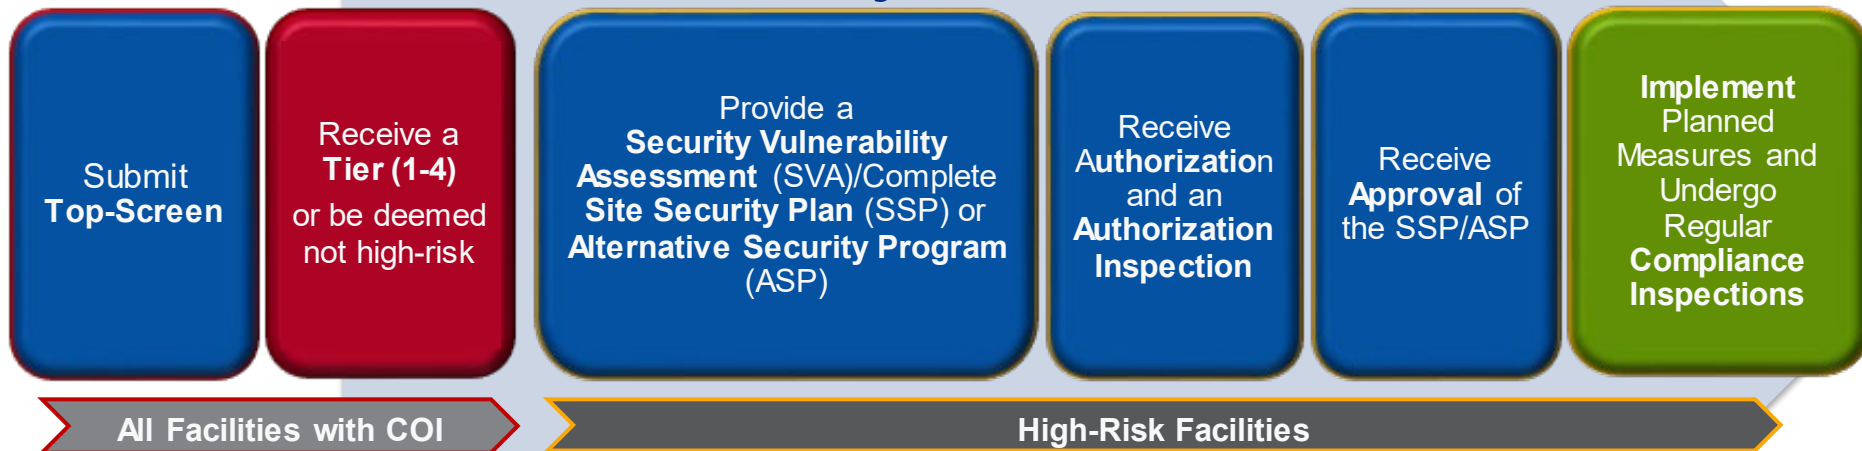 Submit
Top-Screen
Receive a
Tier (1-4)
or be deemed
not high-risk
Provide a
Security Vulnerability
Assessment (SVA)/Complete
Site Security Plan (SSP) or
Alternative Security Program
(ASP)
Receive
Authorization
and an
Authorization
Inspection
Receive
Approval of
the SSP/ASP
Implement
Planned
Measures and
Undergo
Regular
Compliance
Inspections
All Facilities with COI
High-Risk Facilities